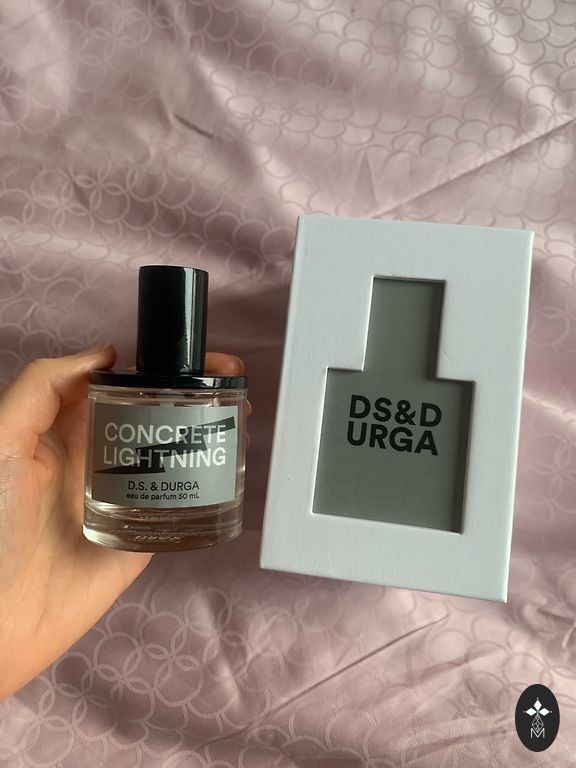 CONCRETE
LIGHTNING
D.S. & DURGA
eau de parfum 50 mL
DS&D
URGA